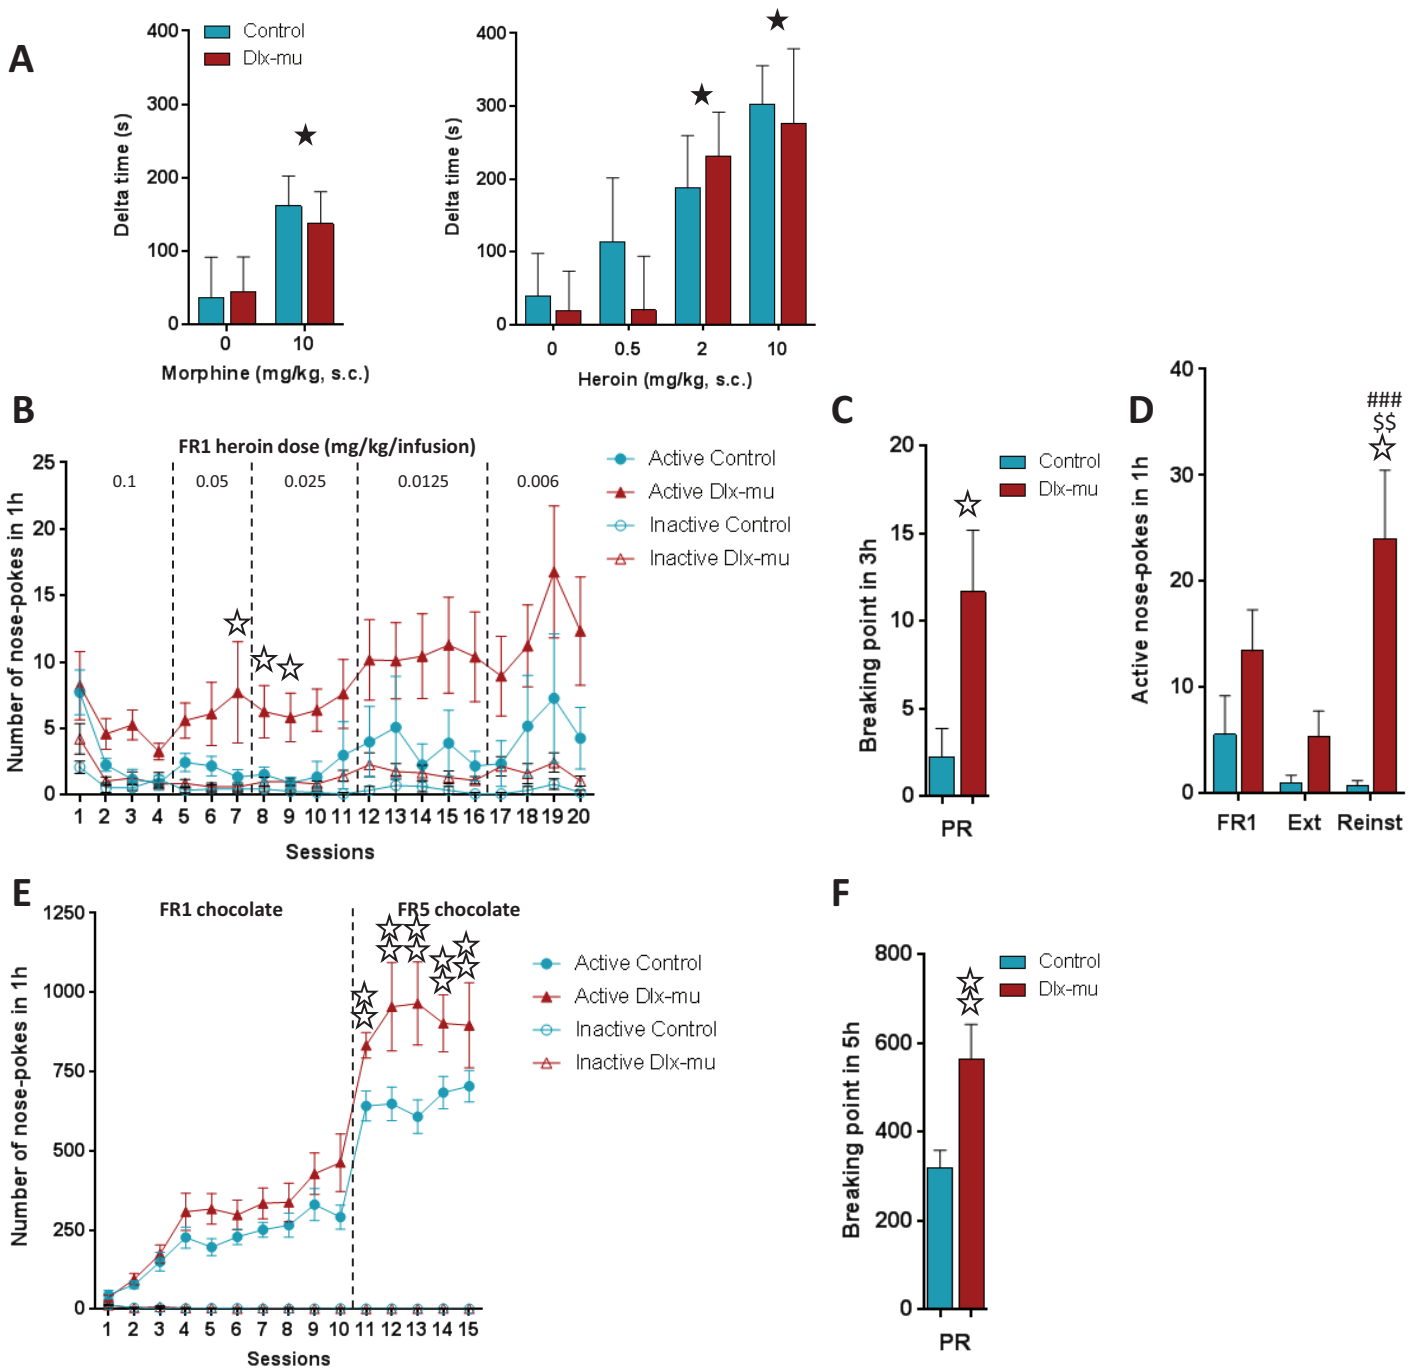 A
400
300
200
100
0
Delta time (s)
Control
Dlx-mu
0 10
Morphine (mg/kg, s.c.)
400
300
200
100
0
Delta time (s)
0 0.5 2 10
Heroin (mg/kg, s.c.)
B
FR1 heroin dose (mg/kg/infusion)
0.1 0.05 0.025 0.0125 0.006
25
20
15
10
5
0
Number of nose-pokes in 1h
1 2 3 4 5 6 7 8 9 10 11 12 13 14 15 16 17 18 19 20
Sessions
Active Control
Active Dlx-mu
Inactive Control
Inactive Dlx-mu
C
20
15
10
5
0
Breaking point in 3h
PR
Control
Dlx-mu
D
40
30
20
10
0
Active nose-pokes in 1h
###
$$
FR1 Ext Reinst
E
FR1 chocolate FR5 chocolate
1250
1000
750
500
250
0
Number of nose-pokes in 1h
1 2 3 4 5 6 7 8 9 10 11 12 13 14 15
Sessions
Active Control
Active Dlx-mu
Inactive Control
Inactive Dlx-mu
F
800
600
400
200
0
Breaking point in 5h
PR
Control
Dlx-mu